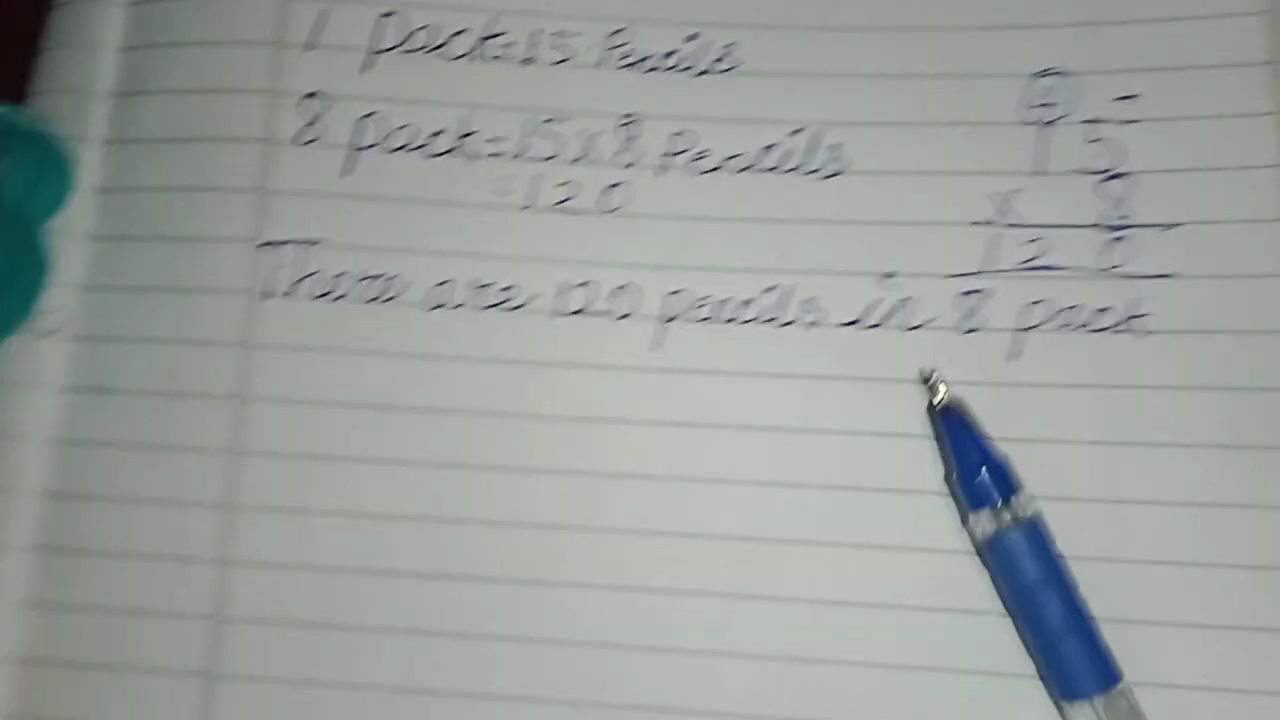 1 pack=15 Pencils
8 pack=15x8 Pencils
=120
There are 120 pencils in 8 pack
④ -
15
x 8
120